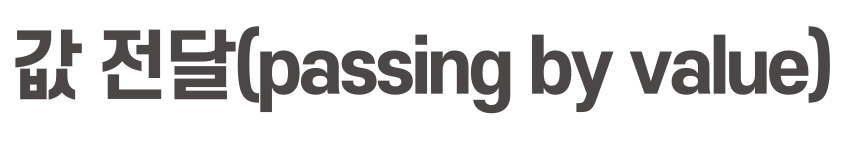 값 전달(passing by value)